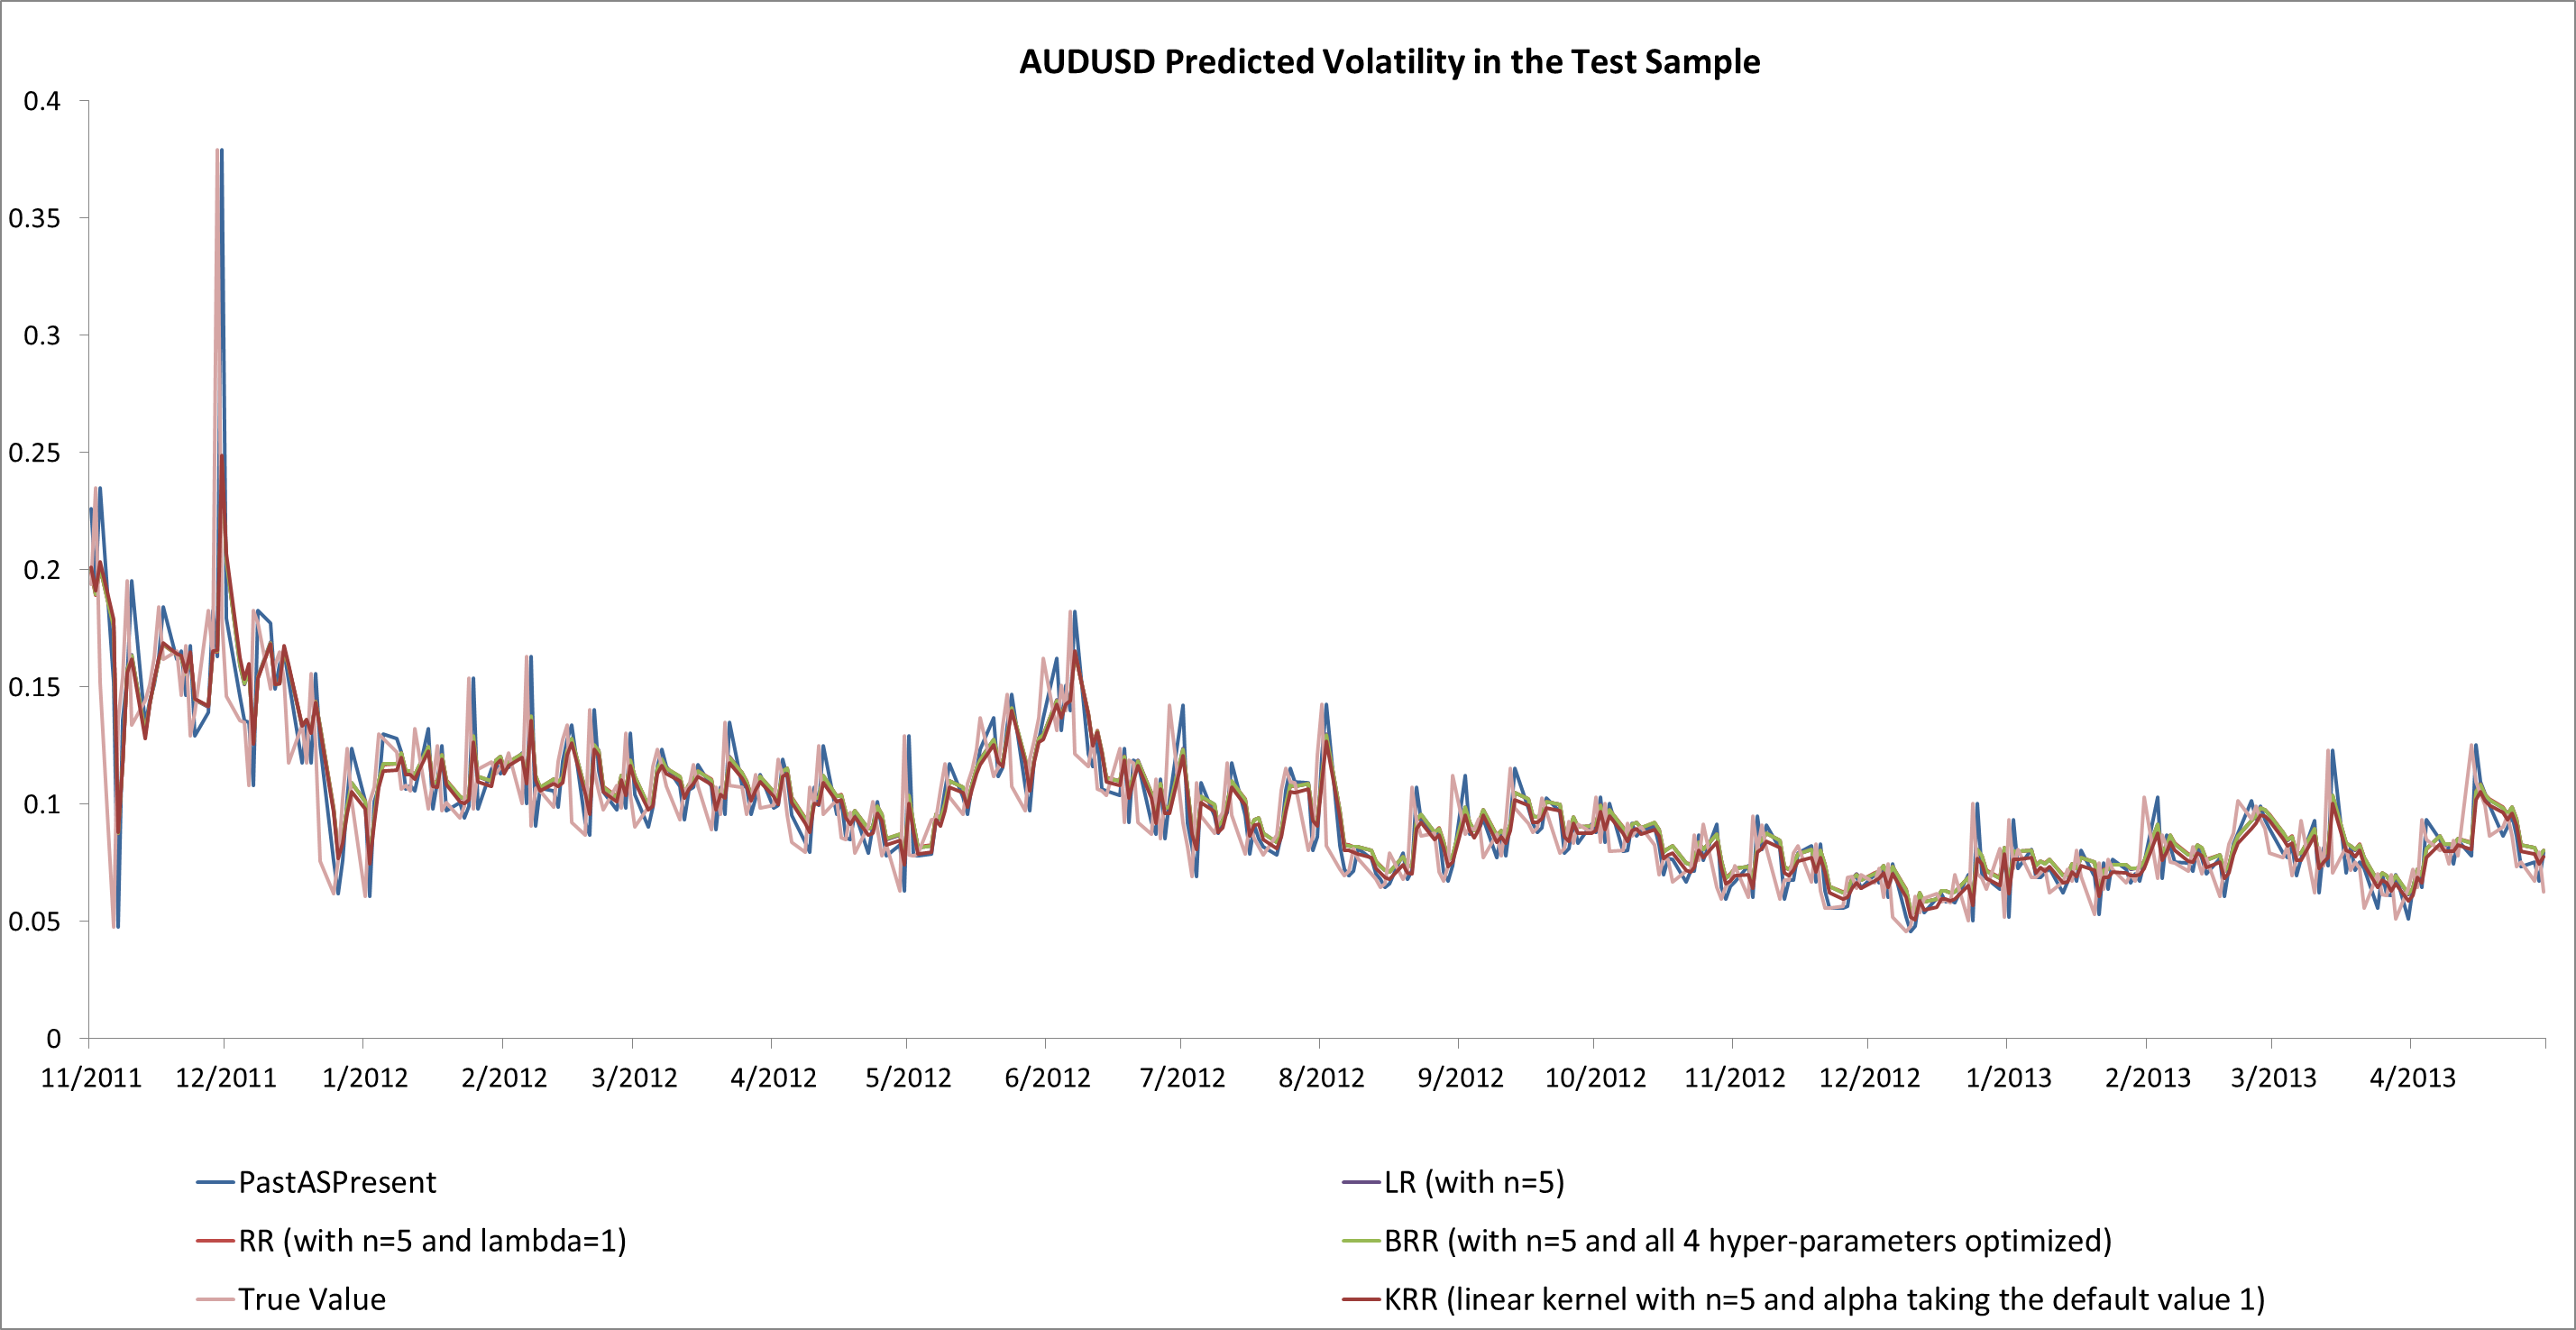 AUDUSD Predicted Volatility in the Test Sample
0.4
0.35
0.3
0.25
0.2
0.15
0.1
0.05
0
11/2011 12/2011 1/2012 2/2012 3/2012 4/2012 5/2012 6/2012 7/2012 8/2012 9/2012 10/2012 11/2012 12/2012 1/2013 2/2013 3/2013 4/2013
PastASPresent LR (with n=5)
RR (with n=5 and lambda=1) BRR (with n=5 and all 4 hyper-parameters optimized)
True Value KRR (linear kernel with n=5 and alpha taking the default value 1)